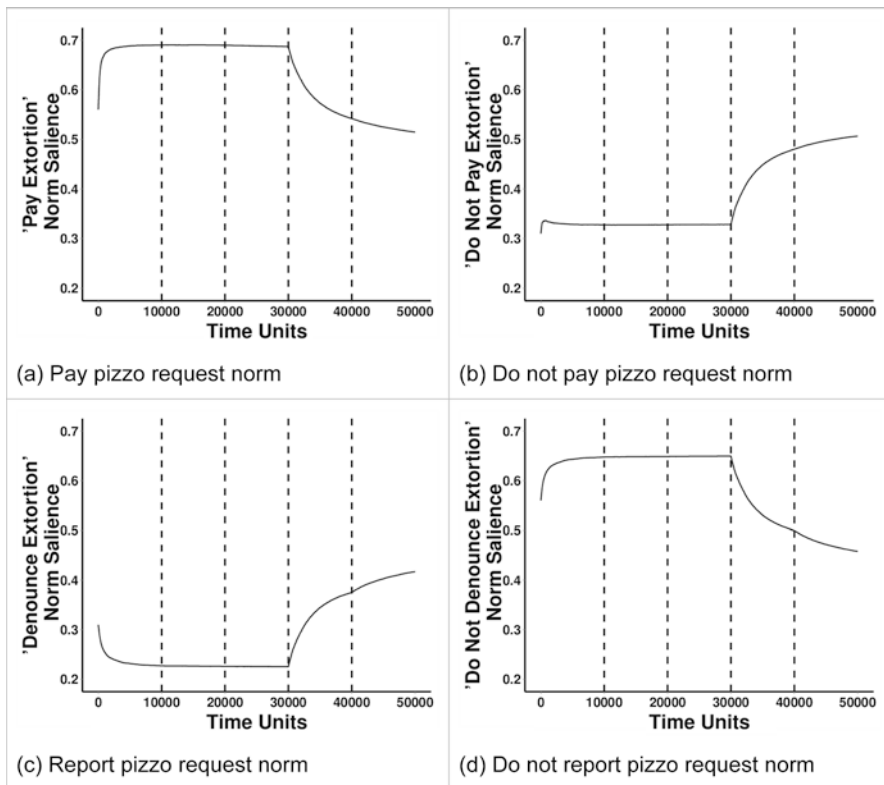 'Pay Extortion'
Norm Salience
0.7
0.6
0.5
0.4
0.3
0.2
0 10000 20000 30000 40000 50000
Time Units
(a) Pay pizzo request norm
'Do Not Pay Extortion'
Norm Salience
0.7
0.6
0.5
0.4
0.3
0.2
0 10000 20000 30000 40000 50000
Time Units
(b) Do not pay pizzo request norm
'Denounce Extortion'
Norm Salience
0.7
0.6
0.5
0.4
0.3
0.2
0 10000 20000 30000 40000 50000
Time Units
(c) Report pizzo request norm
'Do Not Denounce Extortion'
Norm Salience
0.7
0.6
0.5
0.4
0.3
0.2
0 10000 20000 30000 40000 50000
Time Units
(d) Do not report pizzo request norm